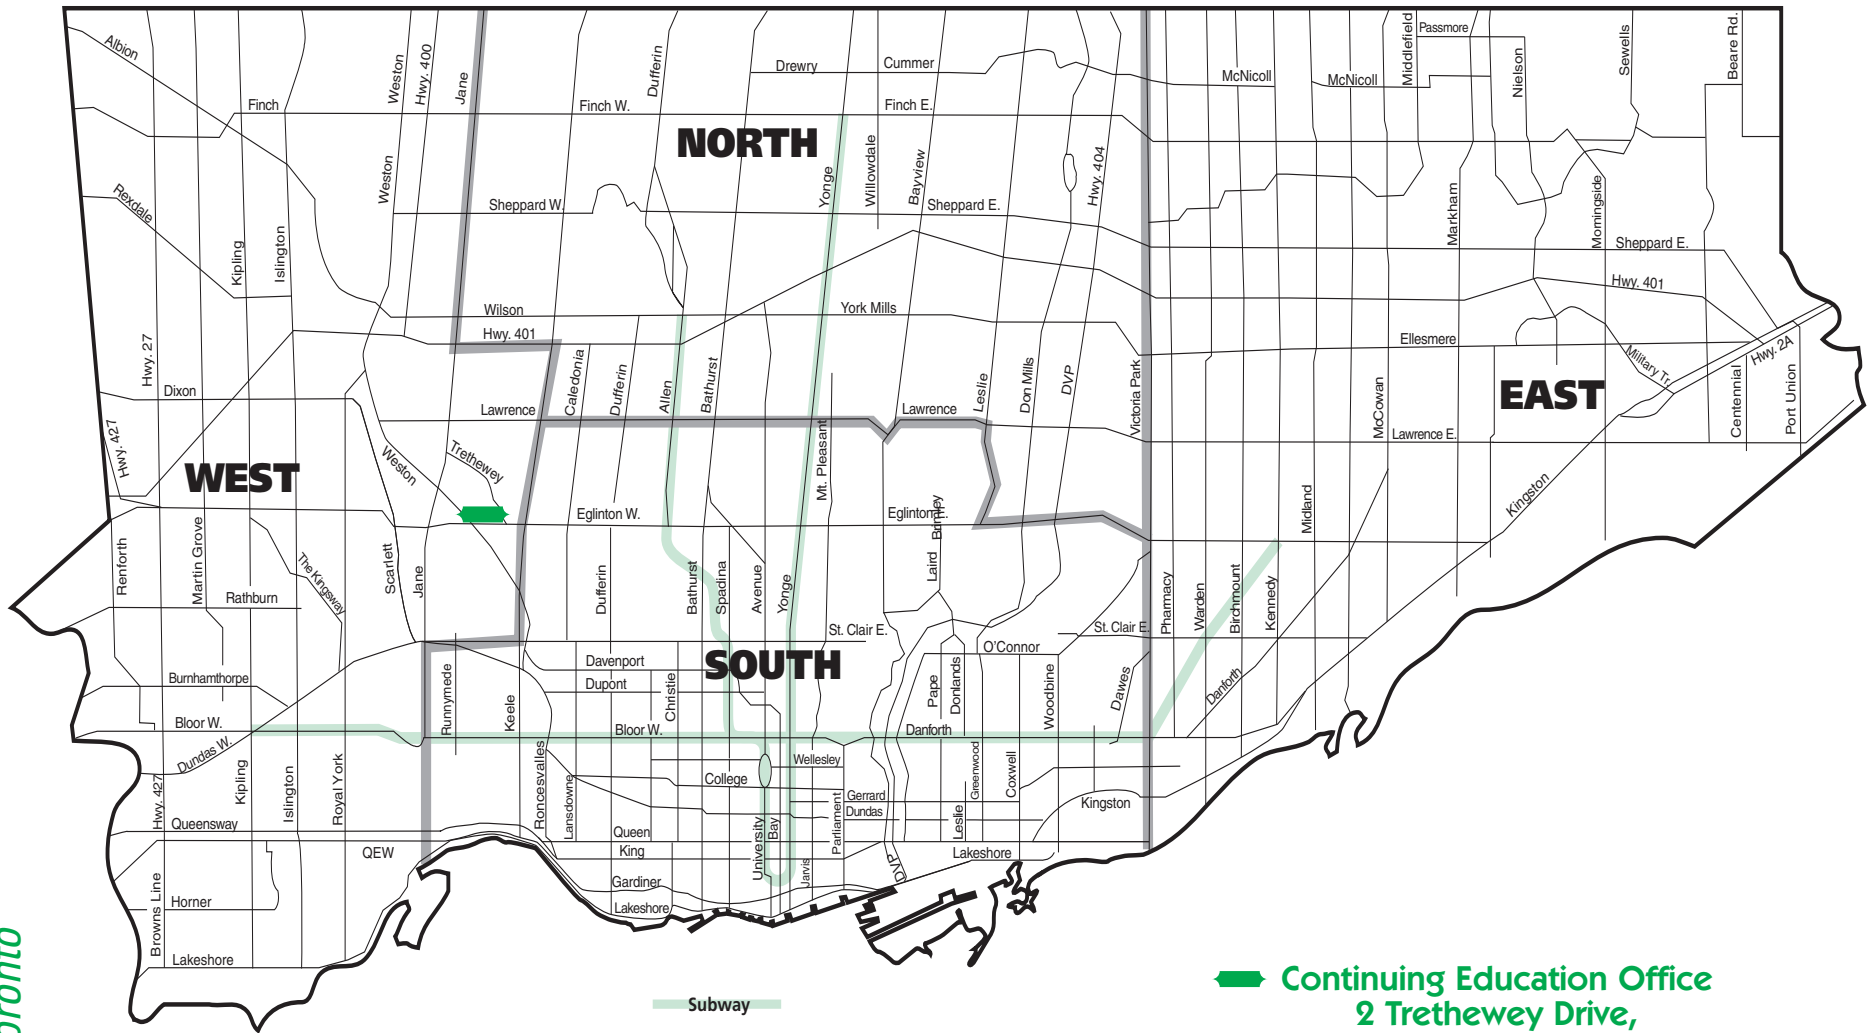 Albion
Weston
Hwy. 400
Jane
Dufferin
Drewry
Cummer
McNicoll
McNicoll
Middlefield
Passmore
Nielson
Sewells
Beare Rd.
Finch
Finch W.
Finch E.
NORTH
Weston
Yonge
Willowdale
Bayview
Hwy. 404
Rexdale
Sheppard W.
Sheppard E.
Markham
Morningside
Sheppard E.
Kipling
Islington
Hwy. 401
Wilson
York Mills
Hwy. 401
Ellesmere
Military Tr.
Hwy. 2A
Hwy. 27
Dixon
Caledonia
Dufferin
Allen
Bathurst
Leslie
Don Mills
DVP
Victoria Park
McCowan
EAST
Centennial
Port Union
Lawrence
Lawrence
Lawrence E.
Hwy. 427
WEST
Weston
Trethewey
Mt. Pleasant
Kingston
Eglinton W.
Eglinton E.
Brimley
Midland
Renforth
Martin Grove
The Kingsway
Scarlett
Jane
Dufferin
Bathurst
Spadina
Avenue
Yonge
Laird
Pharmacy
Warden
Birchmount
Kennedy
Rathburn
St. Clair E.
St. Clair E.
O'Connor
SOUTH
Davenport
Dupont
Christie
Burnhamthorpe
Runnymede
Keele
Pape
Donlands
Woodbine
Dawes
Danforth
Bloor W.
Bloor W.
Danforth
Dundas W.
Hwy. 427
Kipling
Islington
Royal York
Roncesvalles
Lansdowne
College
Wellesley
Greenwood
Coxwell
Gerrard
Dundas
Kingston
Queensway
Queen
University
Bay
Parliament
Leslie
QEW
King
Lakeshore
Jarvis
DVP
Gardiner
Browns Line
Horner
Lakeshore
Lakeshore
Subway
Continuing Education Office
2 Trethewey Drive,